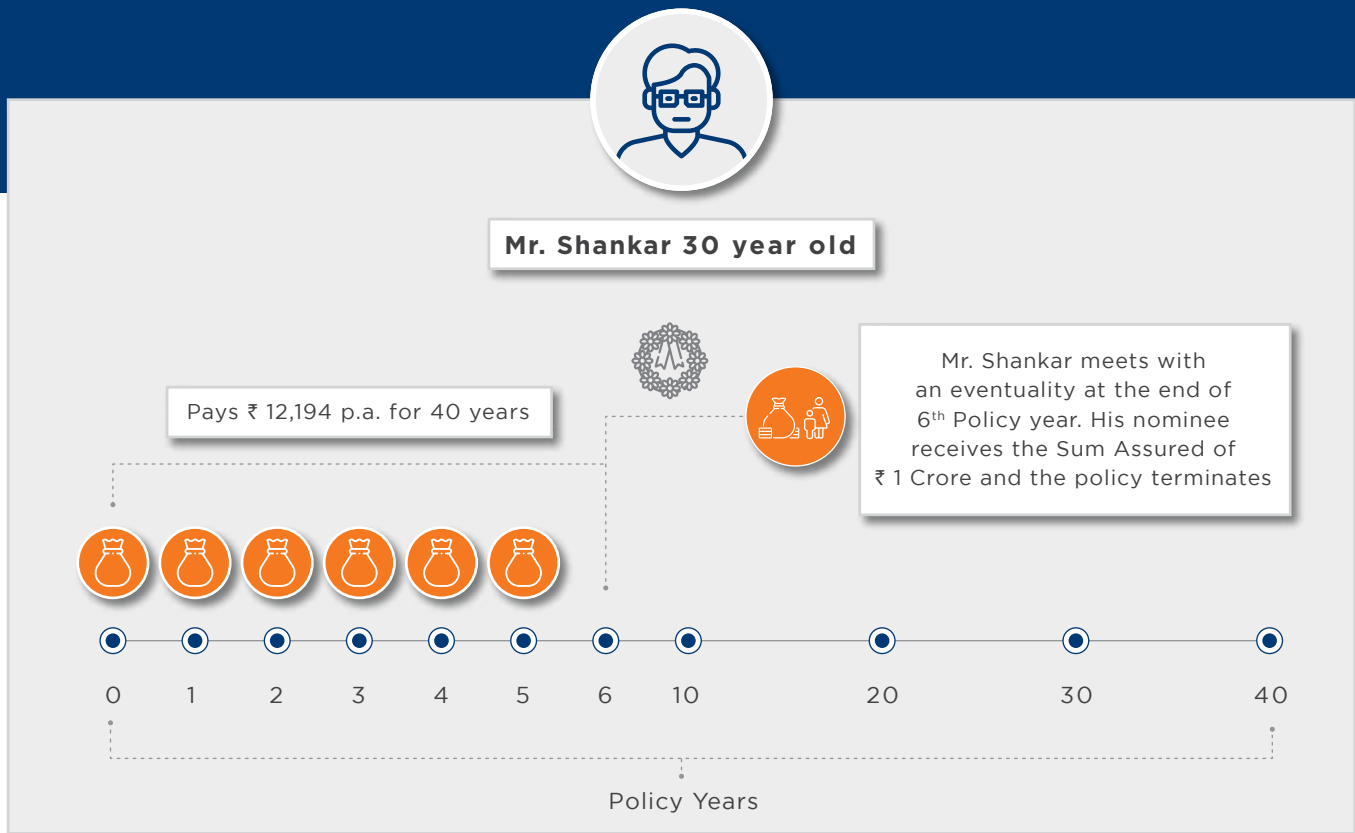 Mr. Shankar 30 year old
Pays ₹ 12,194 p.a. for 40 years
Mr. Shankar meets with
an eventuality at the end of
6th Policy year. His nominee
receives the Sum Assured of
₹ 1 Crore and the policy terminates
0 1 2 3 4 5 6 10 20 30 40
Policy Years